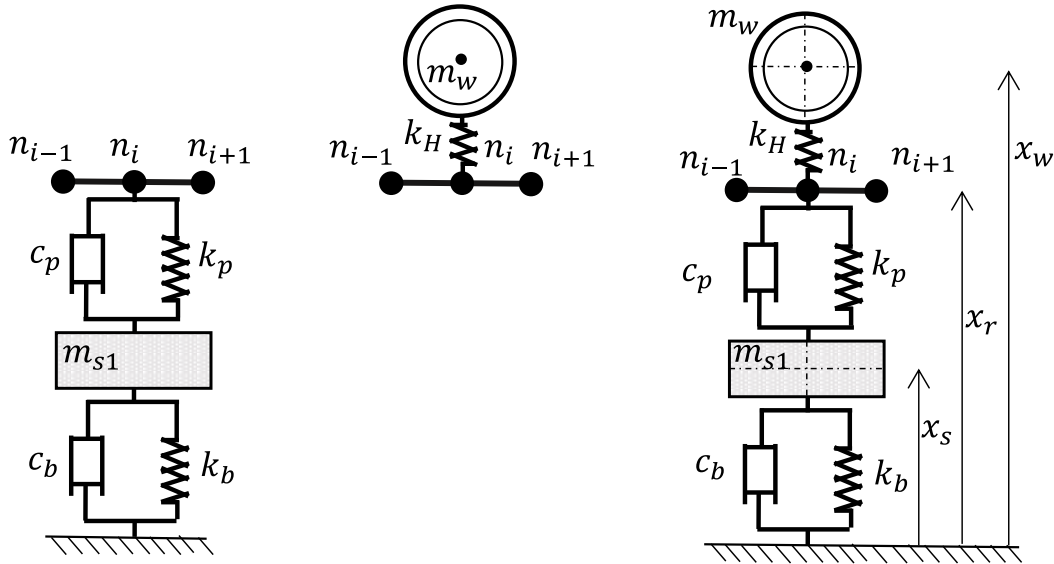 n_{i-1} n_i n_{i+1}
c_p k_p
m_{s1}
c_b k_b
m_w
k_H
n_{i-1} n_i n_{i+1}
m_w
k_H
n_{i-1} n_i n_{i+1}
c_p k_p
m_{s1}
c_b k_b
x_s
x_r
x_w